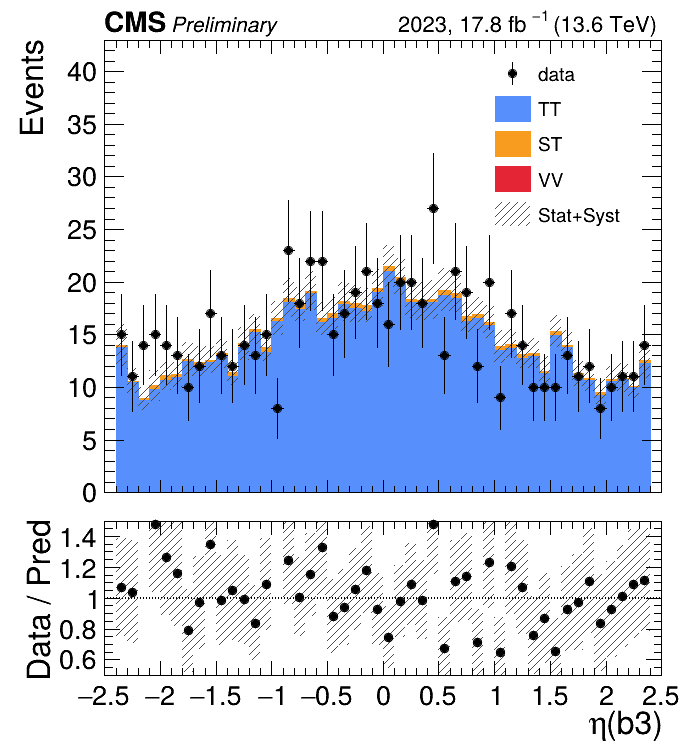 CMS Preliminary 2023, 17.8 fb⁻¹ (13.6 TeV)
Events
40
35
30
25
20
15
10
5
0
data
TT
ST
VV
Stat+Syst
Data / Pred
1.4
1.2
1
0.8
0.6
−2.5 −2 −1.5 −1 −0.5 0 0.5 1 1.5 2 2.5
η(b3)